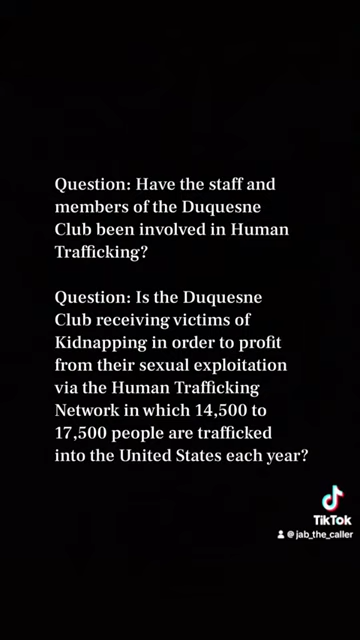 Question: Have the staff and
members of the Duquesne
Club been involved in Human
Trafficking?
Question: Is the Duquesne
Club receiving victims of
Kidnapping in order to profit
from their sexual exploitation
via the Human Trafficking
Network in which 14,500 to
17,500 people are trafficked
into the United States each year?
TikTok
@jab_the_caller